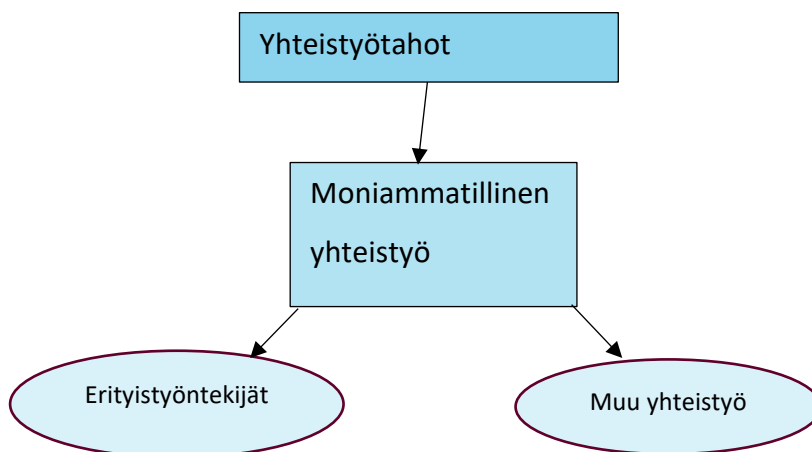 Yhteistyötahot
Moniammatillinen
yhteistyö
Erityistyöntekijät
Muu yhteistyö